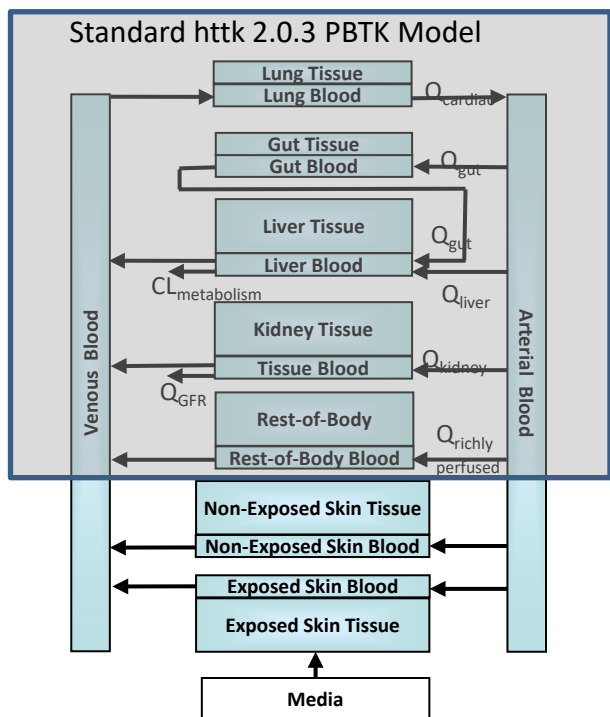 Standard httk 2.0.3 PBTK Model
Lung Tissue
Lung Blood
Qcardiac
Gut Tissue
Gut Blood
Qgut
Liver Tissue
Qgut
Liver Blood
CLmetabolism
Qliver
Kidney Tissue
Tissue Blood
Qkidney
QGFR
Rest-of-Body
Qrichly
perfused
Rest-of-Body Blood
Venous Blood
Arterial Blood
Non-Exposed Skin Tissue
Non-Exposed Skin Blood
Exposed Skin Blood
Exposed Skin Tissue
Media